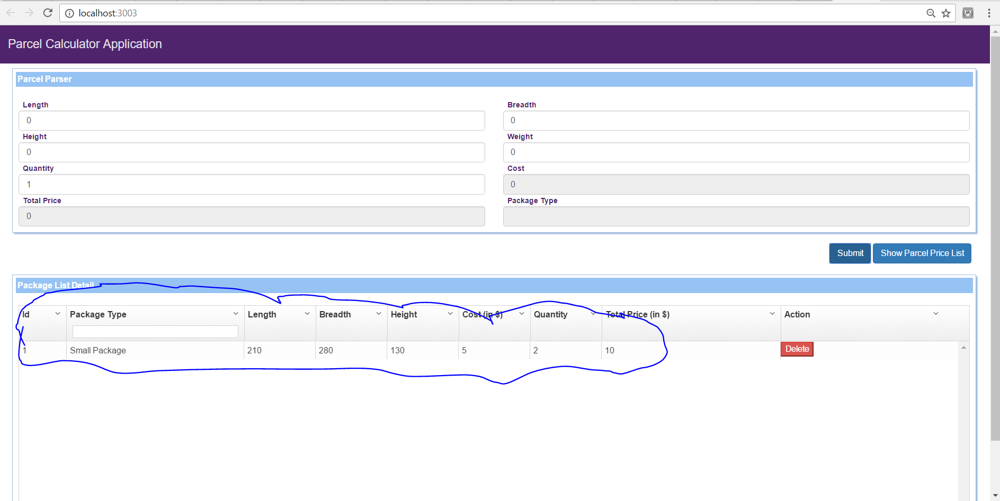 localhost:3003
Parcel Calculator Application
Parcel Parser
Length Breadth
0 0
Height Weight
0 0
Quantity Cost
1 0
Total Price Package Type
0
Submit Show Parcel Price List
Package List Detail
Id Package Type Length Breadth Height Cost (in $) Quantity Total Price (in $) Action
1 Small Package 210 280 130 5 2 10 Delete